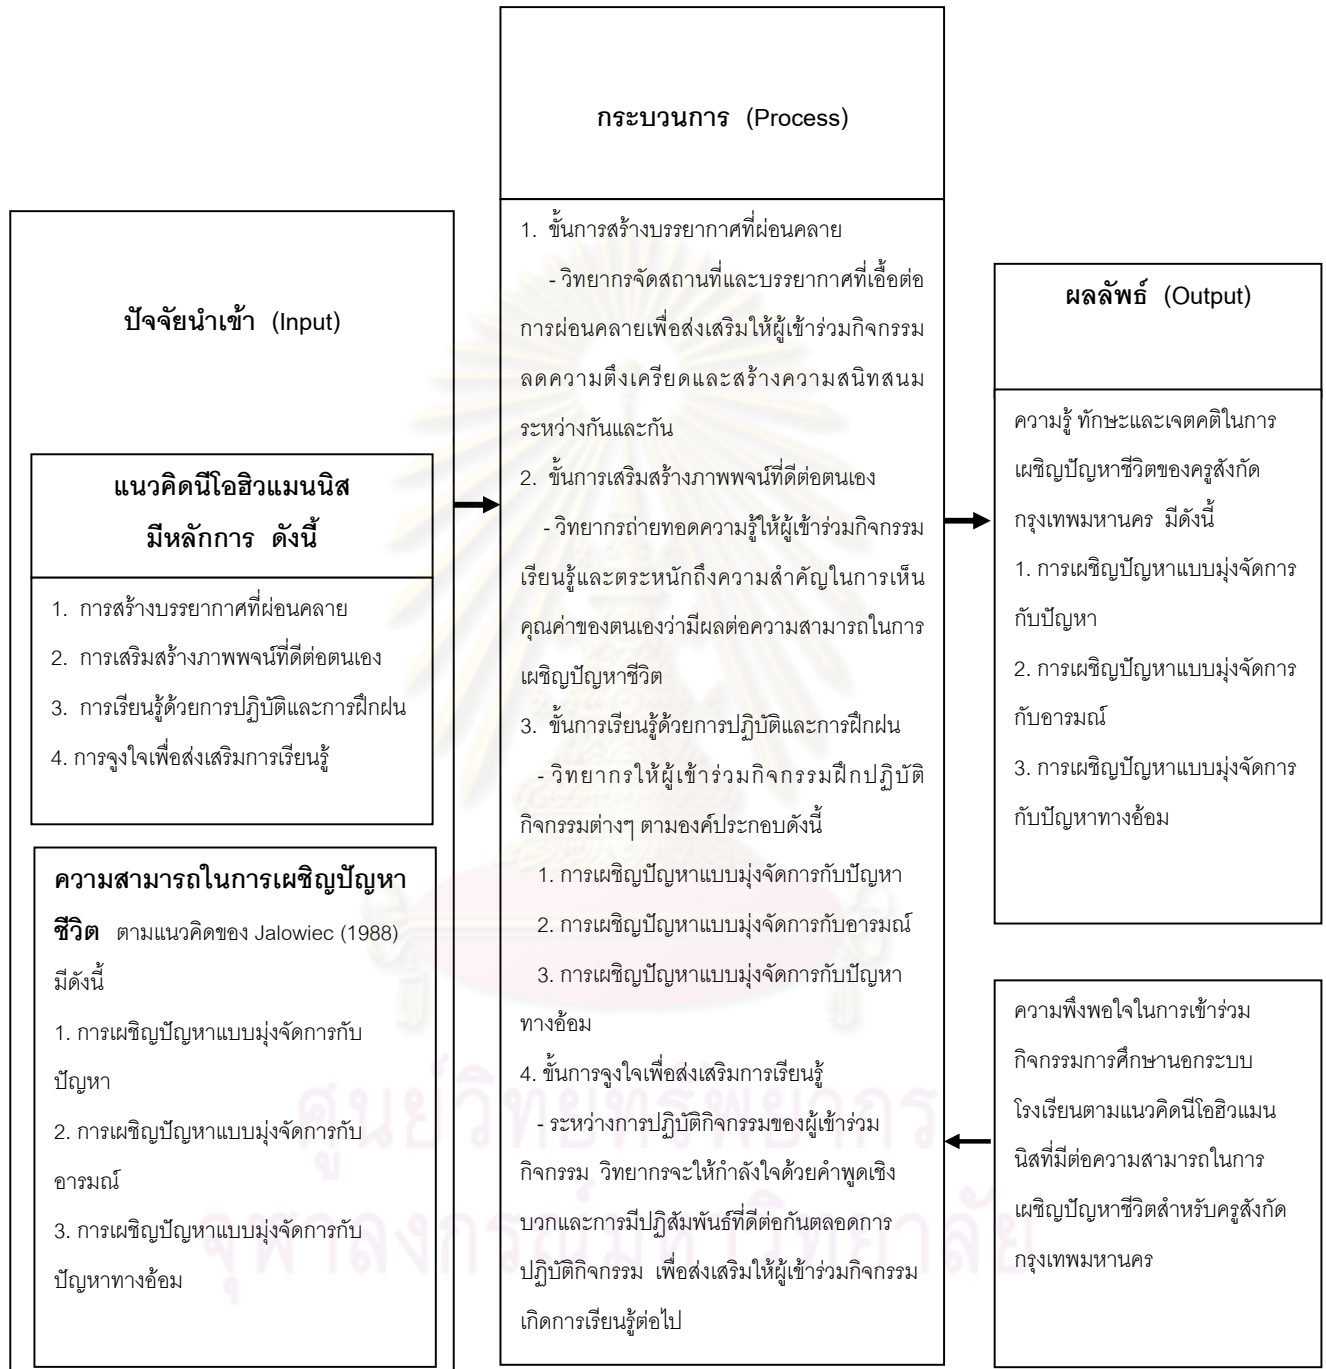 กระบวนการ (Process)
1. ขั้นการสร้างบรรยากาศที่ผ่อนคลาย
- วิทยากรจัดสถานที่และบรรยากาศที่เอื้อต่อ
การผ่อนคลายเพื่อส่งเสริมให้ผู้เข้าร่วมกิจกรรม
ลดความตึงเครียดและสร้างความสนิทสนม
ระหว่างกันและกัน
2. ขั้นการเสริมสร้างภาพพจน์ที่ดีต่อตนเอง
- วิทยากรถ่ายทอดความรู้ให้ผู้เข้าร่วมกิจกรรม
เรียนรู้และตระหนักถึงความสำคัญในการเห็น
คุณค่าของตนเองว่ามีผลต่อความสามารถในการ
เผชิญปัญหาชีวิต
3. ขั้นการเรียนรู้ด้วยการปฏิบัติและการฝึกฝน
- วิทยากรให้ผู้เข้าร่วมกิจกรรมฝึกปฏิบัติ
กิจกรรมต่างๆ ตามองค์ประกอบดังนี้
1. การเผชิญปัญหาแบบมุ่งจัดการกับปัญหา
2. การเผชิญปัญหาแบบมุ่งจัดการกับอารมณ์
3. การเผชิญปัญหาแบบมุ่งจัดการกับปัญหา
ทางอ้อม
4. ขั้นการจูงใจเพื่อส่งเสริมการเรียนรู้
- ระหว่างการปฏิบัติกิจกรรมของผู้เข้าร่วม
กิจกรรม วิทยากรจะให้กำลังใจด้วยคำพูดเชิง
บวกและการมีปฏิสัมพันธ์ที่ดีต่อกันตลอดการ
ปฏิบัติกิจกรรม เพื่อส่งเสริมให้ผู้เข้าร่วมกิจกรรม
เกิดการเรียนรู้ต่อไป
ปัจจัยนำเข้า (Input)
แนวคิดนีโอฮิวแมนนิส
มีหลักการ ดังนี้
1. การสร้างบรรยากาศที่ผ่อนคลาย
2. การเสริมสร้างภาพพจน์ที่ดีต่อตนเอง
3. การเรียนรู้ด้วยการปฏิบัติและการฝึกฝน
4. การจูงใจเพื่อส่งเสริมการเรียนรู้
ความสามารถในการเผชิญปัญหา
ชีวิต ตามแนวคิดของ Jalowiec (1988)
มีดังนี้
1. การเผชิญปัญหาแบบมุ่งจัดการกับ
ปัญหา
2. การเผชิญปัญหาแบบมุ่งจัดการกับ
อารมณ์
3. การเผชิญปัญหาแบบมุ่งจัดการกับ
ปัญหาทางอ้อม
ผลลัพธ์ (Output)
ความรู้ ทักษะและเจตคติในการ
เผชิญปัญหาชีวิตของครูสังกัด
กรุงเทพมหานคร มีดังนี้
1. การเผชิญปัญหาแบบมุ่งจัดการ
กับปัญหา
2. การเผชิญปัญหาแบบมุ่งจัดการ
กับอารมณ์
3. การเผชิญปัญหาแบบมุ่งจัดการ
กับปัญหาทางอ้อม
ความพึงพอใจในการเข้าร่วม
กิจกรรมการศึกษานอกระบบ
โรงเรียนตามแนวคิดนีโอฮิวแมน
นิสที่มีต่อความสามารถในการ
เผชิญปัญหาชีวิตสำหรับครูสังกัด
กรุงเทพมหานคร
ศูนย์วิทยทรัพยากร
จุฬาลงกรณ์มหาวิทยาลัย